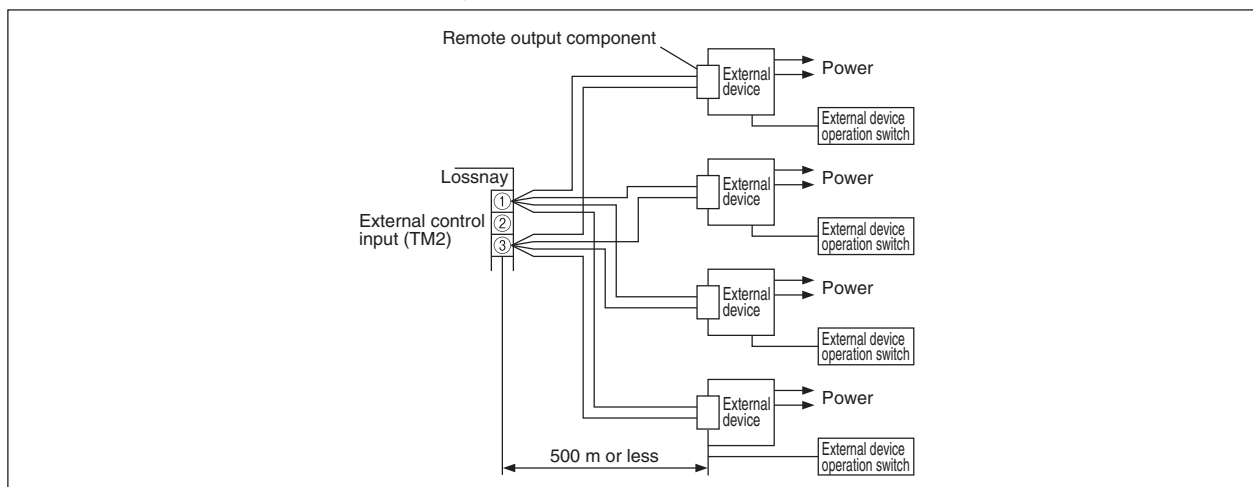 Remote output component
External
device
Power
External device
operation switch
Lossnay
①
②
③
External control
input (TM2)
External
device
Power
External device
operation switch
External
device
Power
External device
operation switch
External
device
Power
External device
operation switch
500 m or less